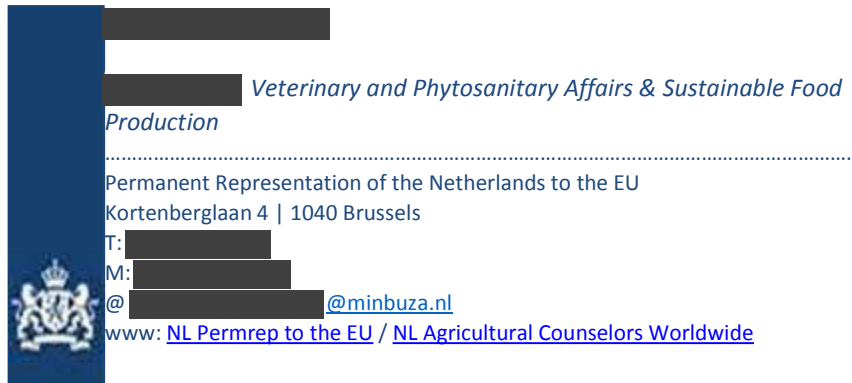 Veterinary and Phytosanitary Affairs & Sustainable Food
Production
…………………………………………………………………………………………………………………………
Permanent Representation of the Netherlands to the EU
Kortenberglaan 4 | 1040 Brussels
T:
M:
@ @minbuza.nl
www: NL Permrep to the EU / NL Agricultural Counselors Worldwide